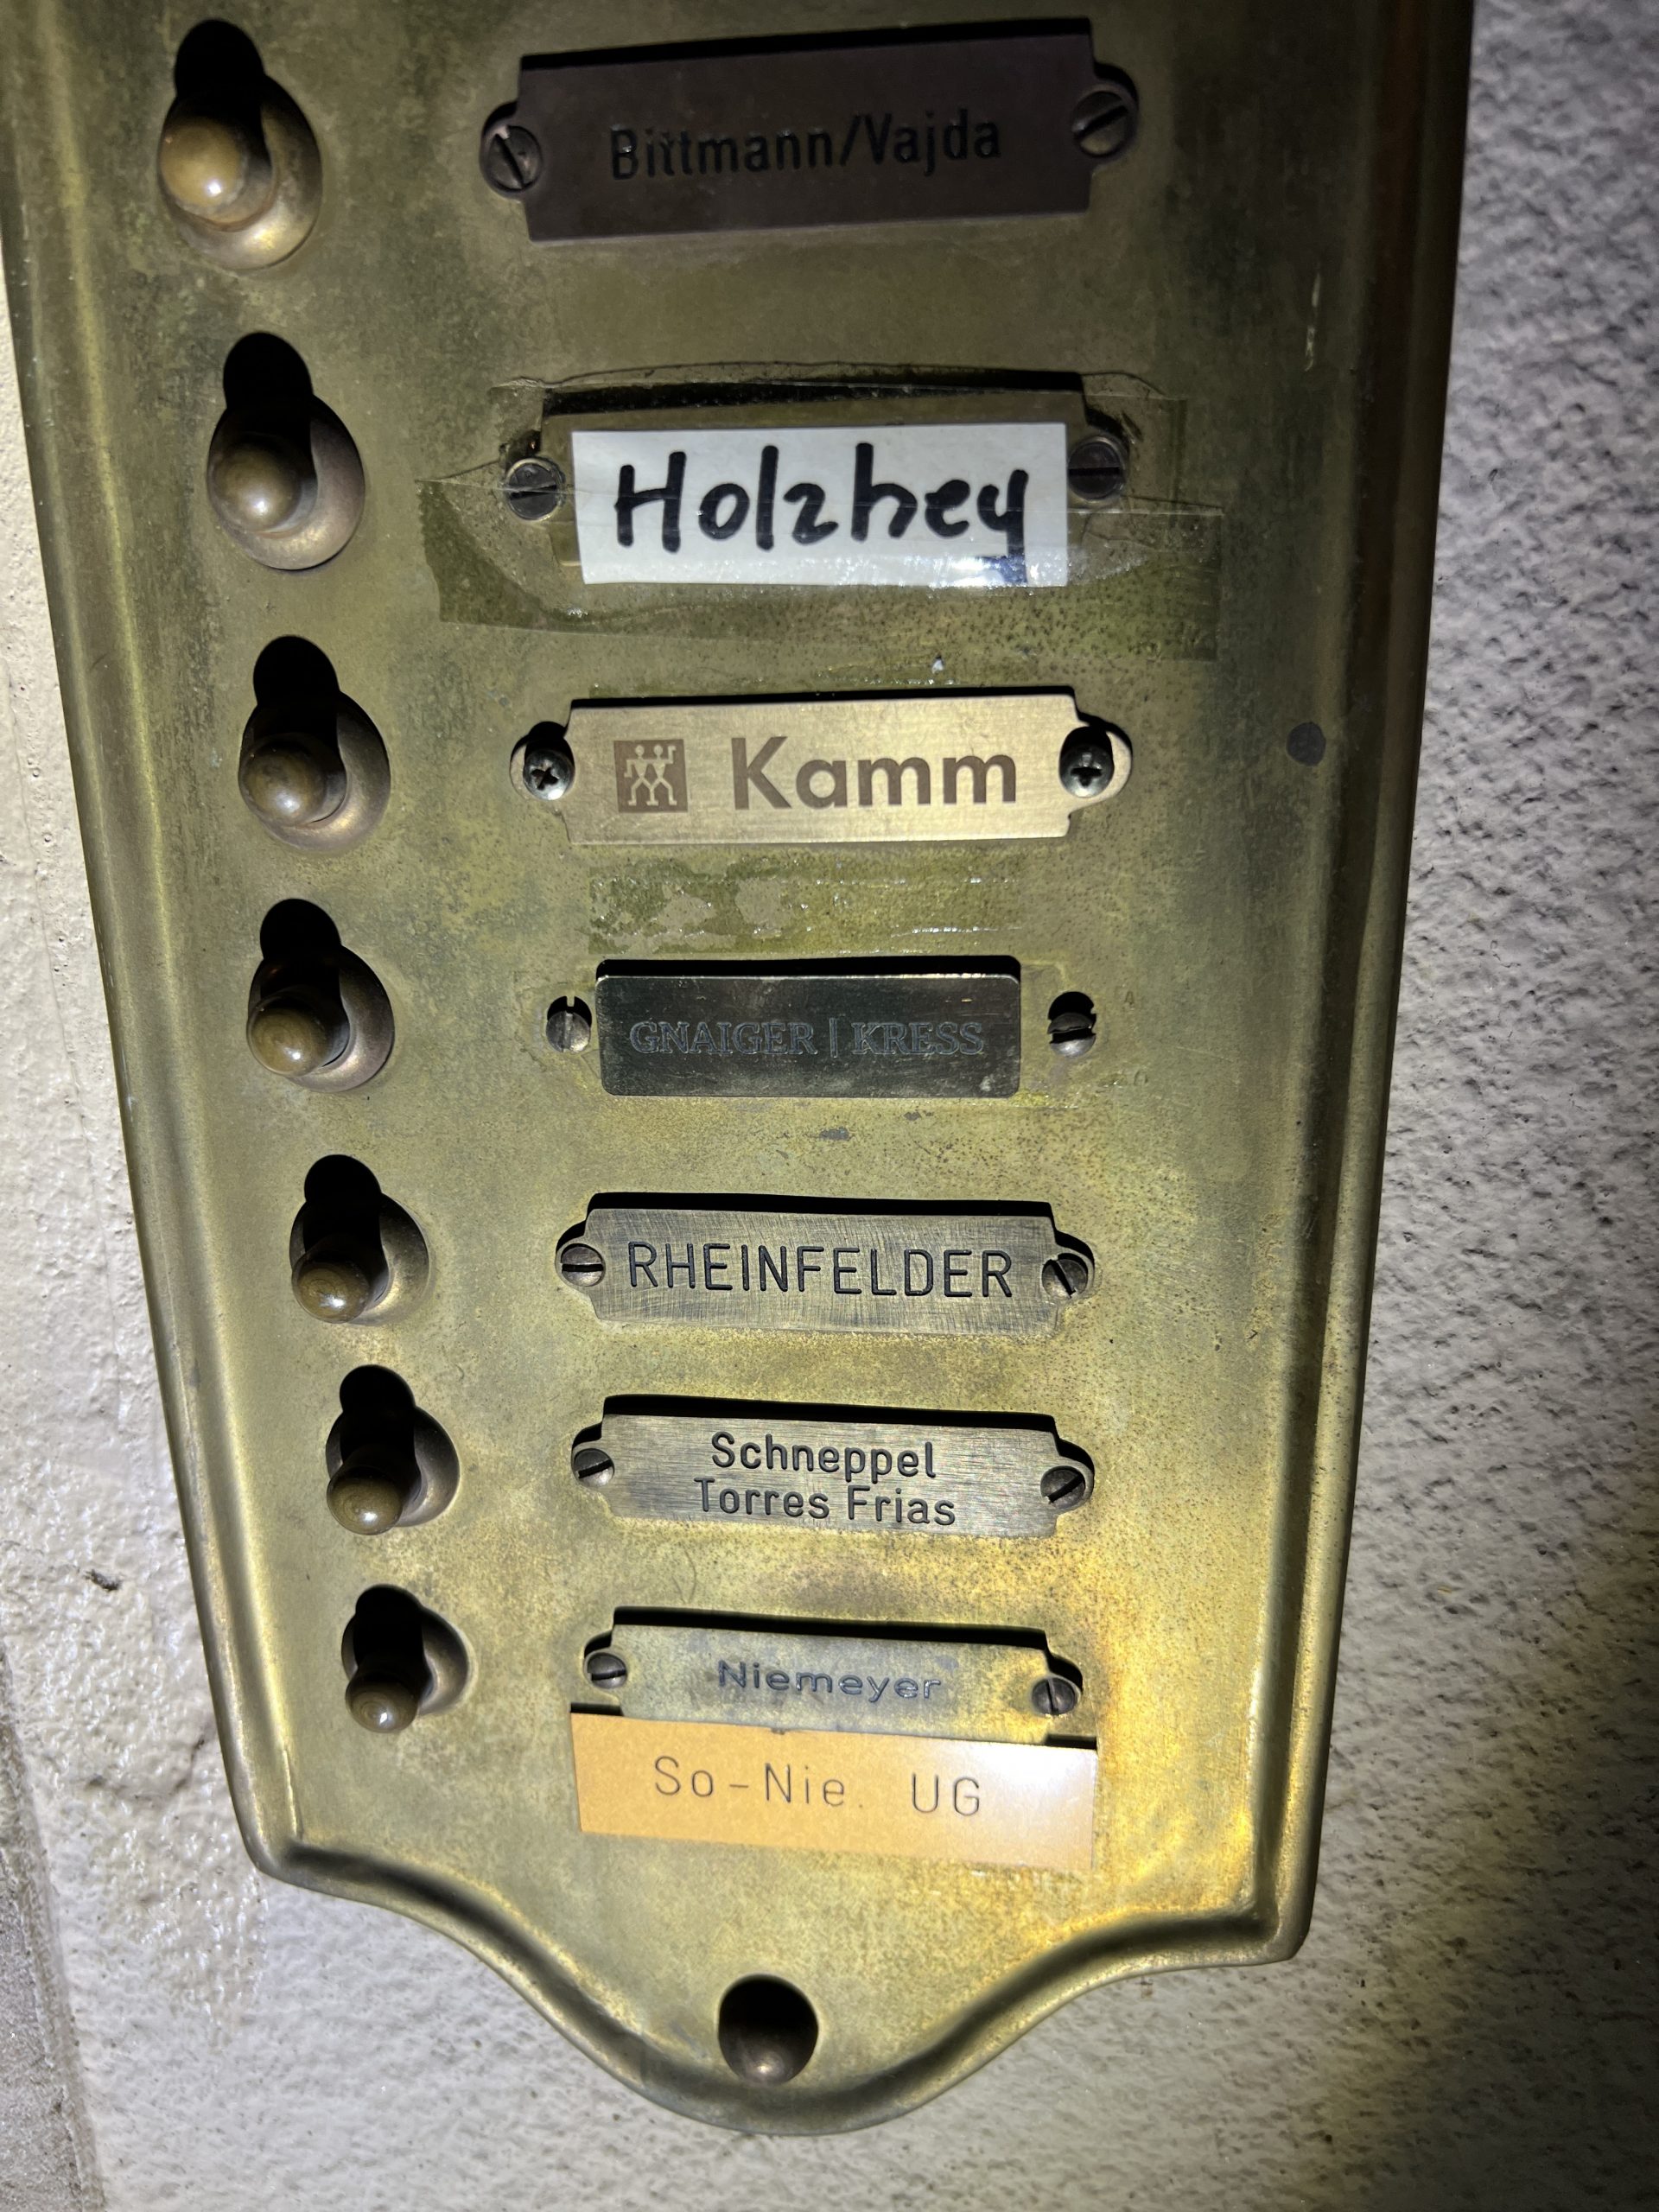 Bittmann/Vajda
Holzhey
Kamm
GNAIGER | KRESS
RHEINFELDER
Schneppel
Torres Frias
Niemeyer
So-Nie. UG